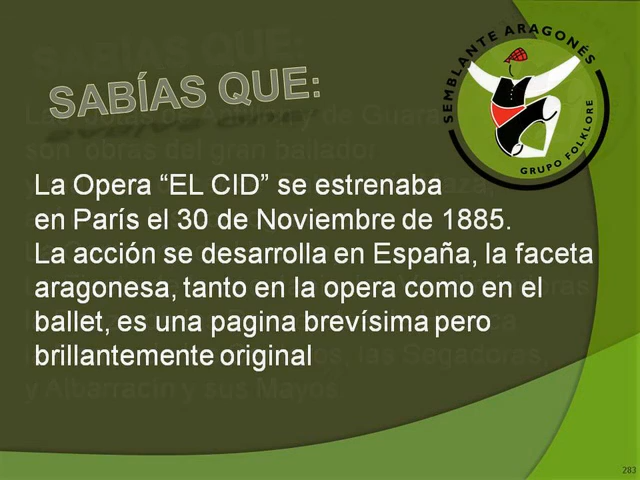 SABÍAS QUE:
SEMBLANTE ARAGONÉS
GRUPO FOLKLORE
La Opera “EL CID” se estrenaba
en París el 30 de Noviembre de 1885.
La acción se desarrolla en España, la faceta
aragonesa, tanto en la opera como en el
ballet, es una pagina brevísima pero
brillantemente original
y Albarracín y sus Mayos
283